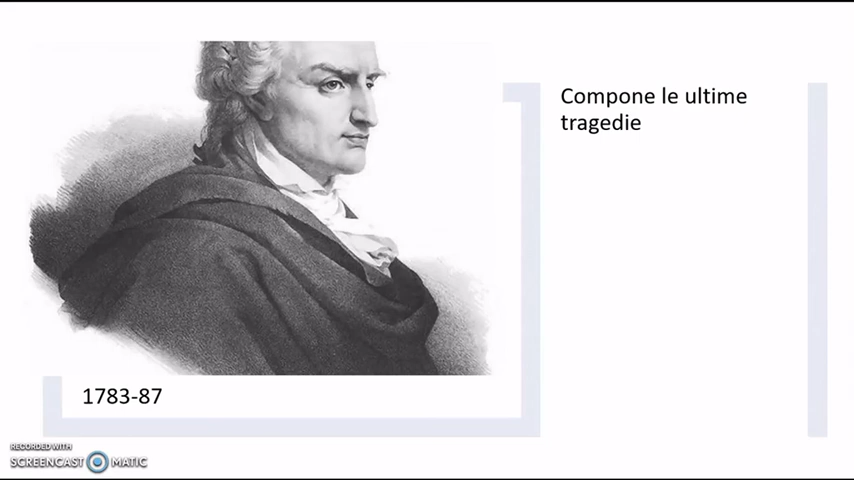 Compone le ultime
tragedie
1783-87
RECORDED WITH
SCREENCAST MATIC